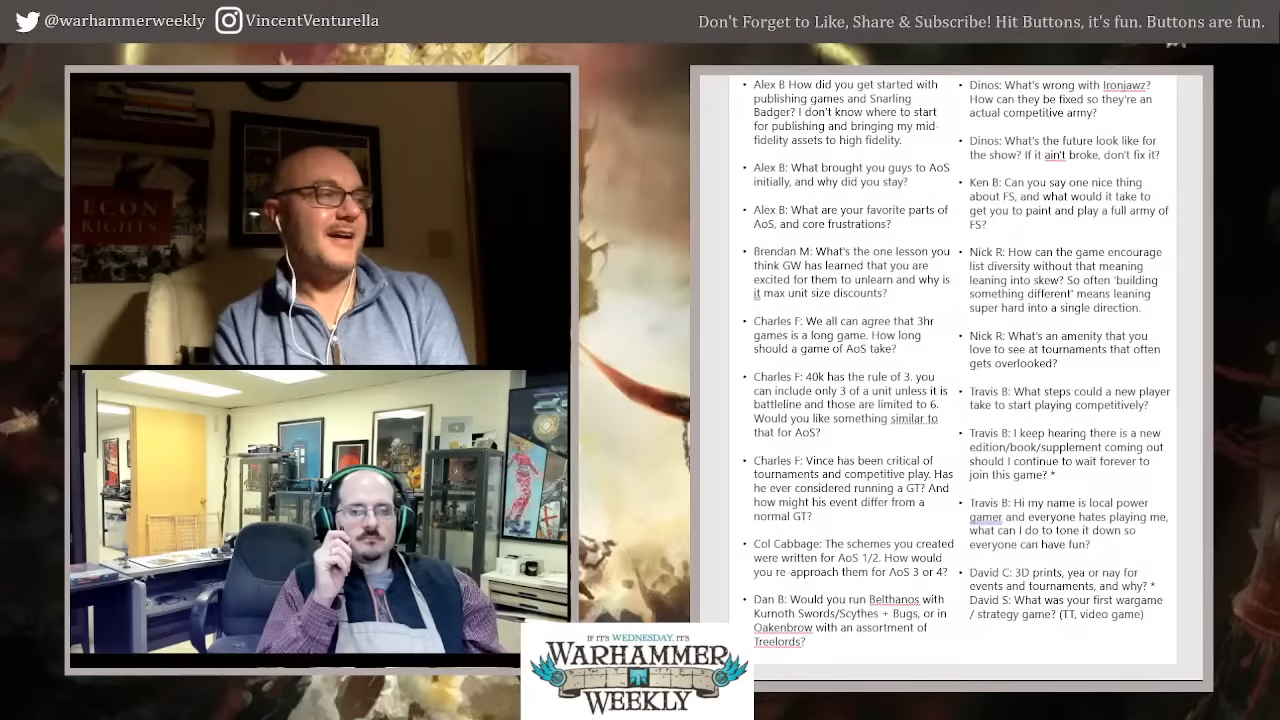 @warhammerweekly VincentVenturella
Don't Forget to Like, Share & Subscribe! Hit Buttons, it's fun. Buttons are fun.
ECON
RIGHTS
• Alex B How did you get started with
publishing games and Snarling
Badger? I don't know where to start
for publishing and bringing my mid-
fidelity assets to high fidelity.
• Alex B: What brought you guys to AoS
initially, and why did you stay?
• Alex B: What are your favorite parts of
AoS, and core frustrations?
• Brendan M: What's the one lesson you
think GW has learned that you are
excited for them to unlearn and why is
it max unit size discounts?
• Charles F: We all can agree that 3hr
games is a long game. How long
should a game of AoS take?
• Charles F: 40k has the rule of 3. you
can include only 3 of a unit unless it is
battleline and those are limited to 6.
Would you like something similar to
that for AoS?
• Charles F: Vince has been critical of
tournaments and competitive play. Has
he ever considered running a GT? And
how might his event differ from a
normal GT?
• Col Cabbage: The schemes you created
were written for AoS 1/2. How would
you re-approach them for AoS 3 or 4?
• Dan B: Would you run Belthanos with
Kurnoth Swords/Scythes + Bugs, or in
Oakenbrow with an assortment of
Treelords?
• Dinos: What's wrong with Ironjawz?
How can they be fixed so they're an
actual competitive army?
• Dinos: What's the future look like for
the show? If it ain't broke, don't fix it?
• Ken B: Can you say one nice thing
about FS, and what would it take to
get you to paint and play a full army of
FS?
• Nick R: How can the game encourage
list diversity without that meaning
leaning into skew? So often 'building
something different' means leaning
super hard into a single direction.
• Nick R: What's an amenity that you
love to see at tournaments that often
gets overlooked?
• Travis B: What steps could a new player
take to start playing competitively?
• Travis B: I keep hearing there is a new
edition/book/supplement coming out
should I continue to wait forever to
join this game? *
• Travis B: Hi my name is local power
gamer and everyone hates playing me,
what can I do to tone it down so
everyone can have fun?
• David C: 3D prints, yea or nay for
events and tournaments, and why? *
David S: What was your first wargame
/ strategy game? (TT, video game)
IF IT'S WEDNESDAY, IT'S
WARHAMMER
WEEKLY